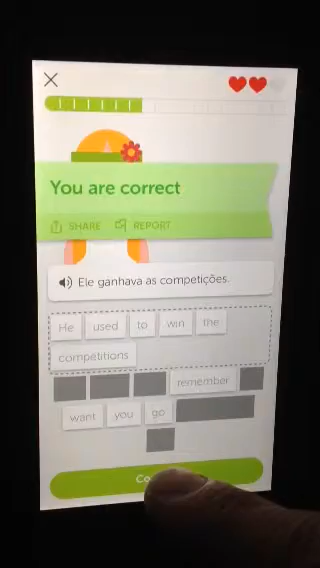 You are correct
SHARE REPORT
Ele ganhava as competições.
He used to win the
competitions
remember
want you go